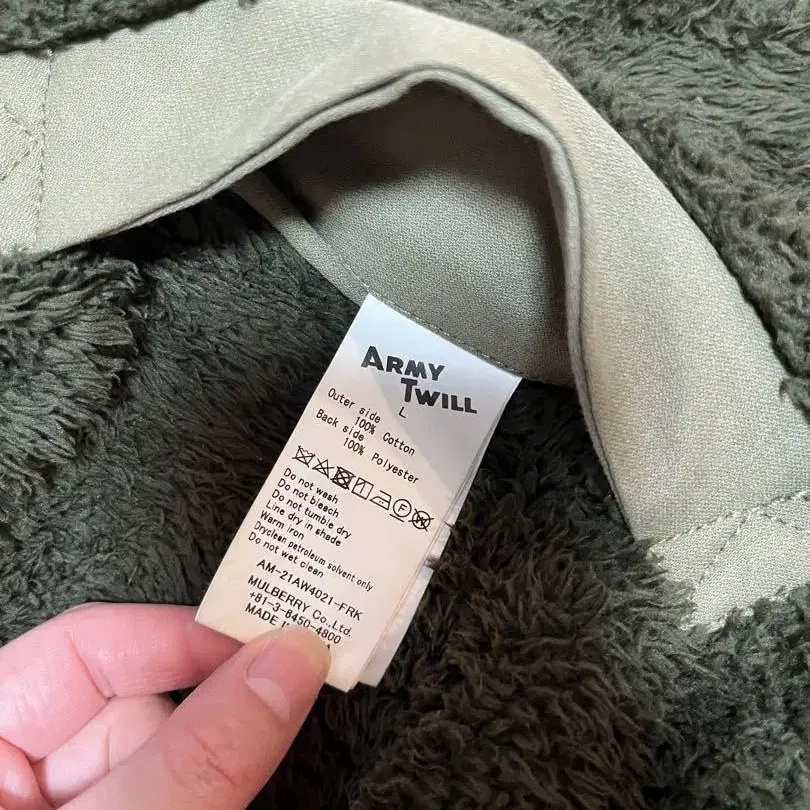 ARMY
TWILL
L
Outer side
100% Cotton
Back side
100% Polyester
F
Do not wash
Do not bleach
Do not tumble dry
Line dry in shade
Warm iron
Dryclean petroleum solvent only
Do not wet clean
AM-21AW4021-FRK
MULBERRY Co.,Ltd.
+81-3-8450-4800
MADE